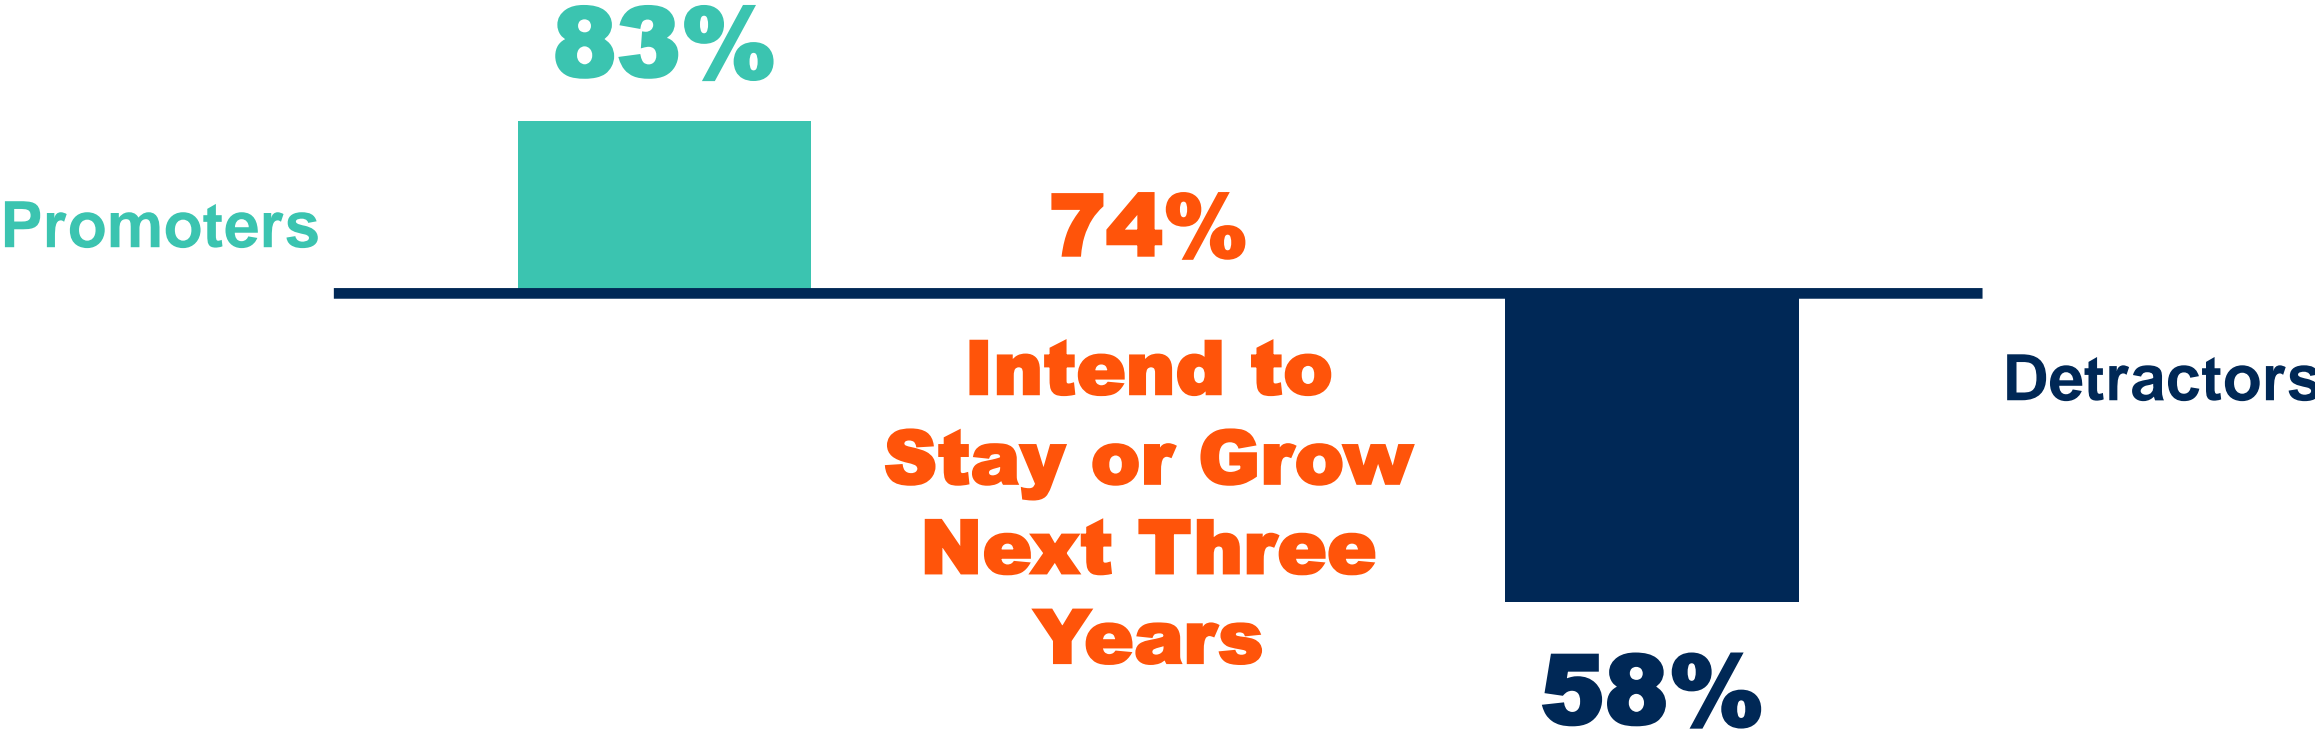 83%
Promoters
74%
Intend to
Stay or Grow
Next Three
Years
Detractors
58%